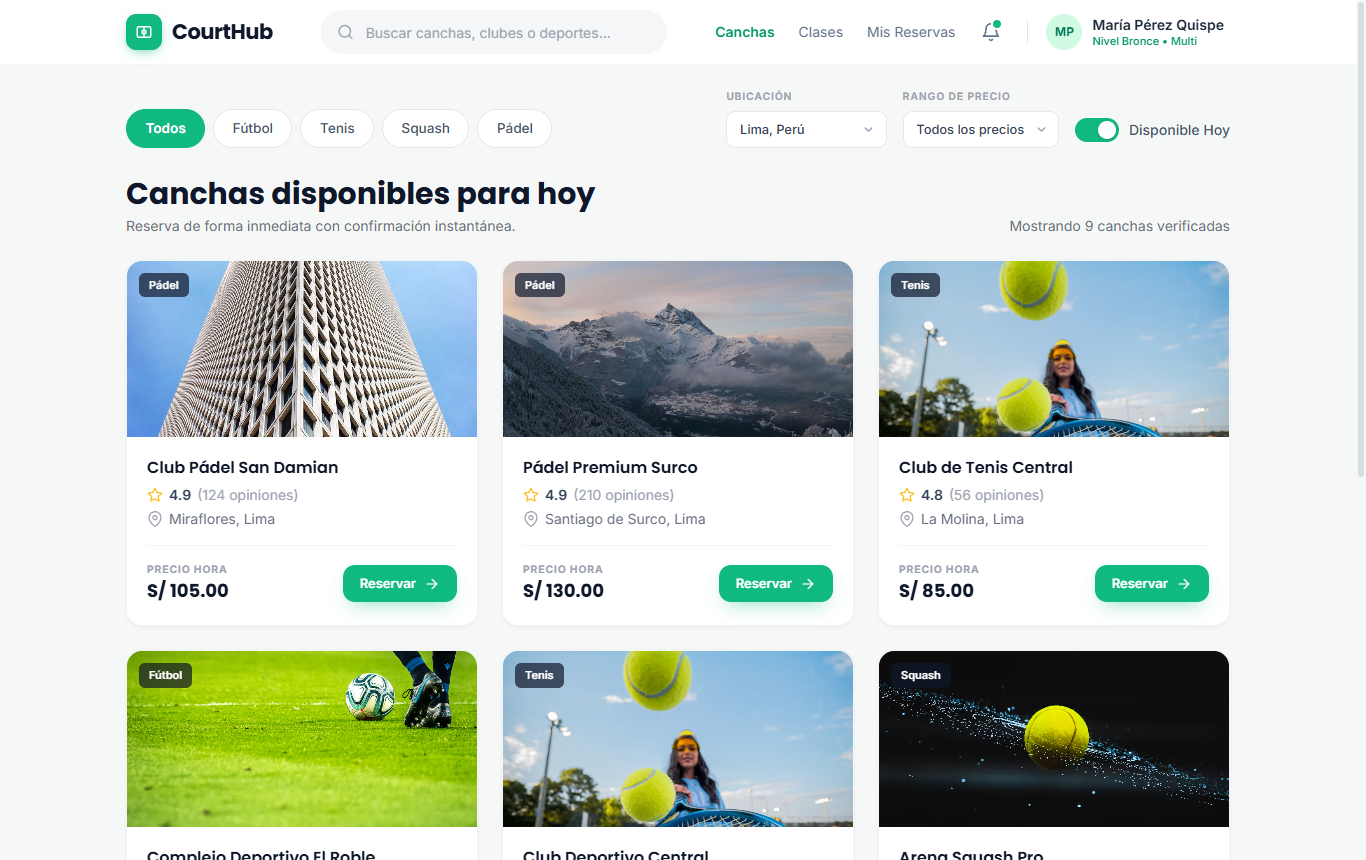 CourtHub
Buscar canchas, clubes o deportes...
Canchas
Clases
Mis Reservas
MP
María Pérez Quispe
Nivel Bronce • Multi
Todos
Fútbol
Tenis
Squash
Pádel
UBICACIÓN
Lima, Perú
RANGO DE PRECIO
Todos los precios
Disponible Hoy
Canchas disponibles para hoy
Reserva de forma inmediata con confirmación instantánea.
Mostrando 9 canchas verificadas
Pádel
Club Pádel San Damian
4.9 (124 opiniones)
Miraflores, Lima
PRECIO HORA
S/ 105.00
Reservar
Pádel
Pádel Premium Surco
4.9 (210 opiniones)
Santiago de Surco, Lima
PRECIO HORA
S/ 130.00
Reservar
Tenis
Club de Tenis Central
4.8 (56 opiniones)
La Molina, Lima
PRECIO HORA
S/ 85.00
Reservar
Fútbol
Complejo Deportivo El Roble
Tenis
Club Deportivo Central
Squash
Arena Squash Pro